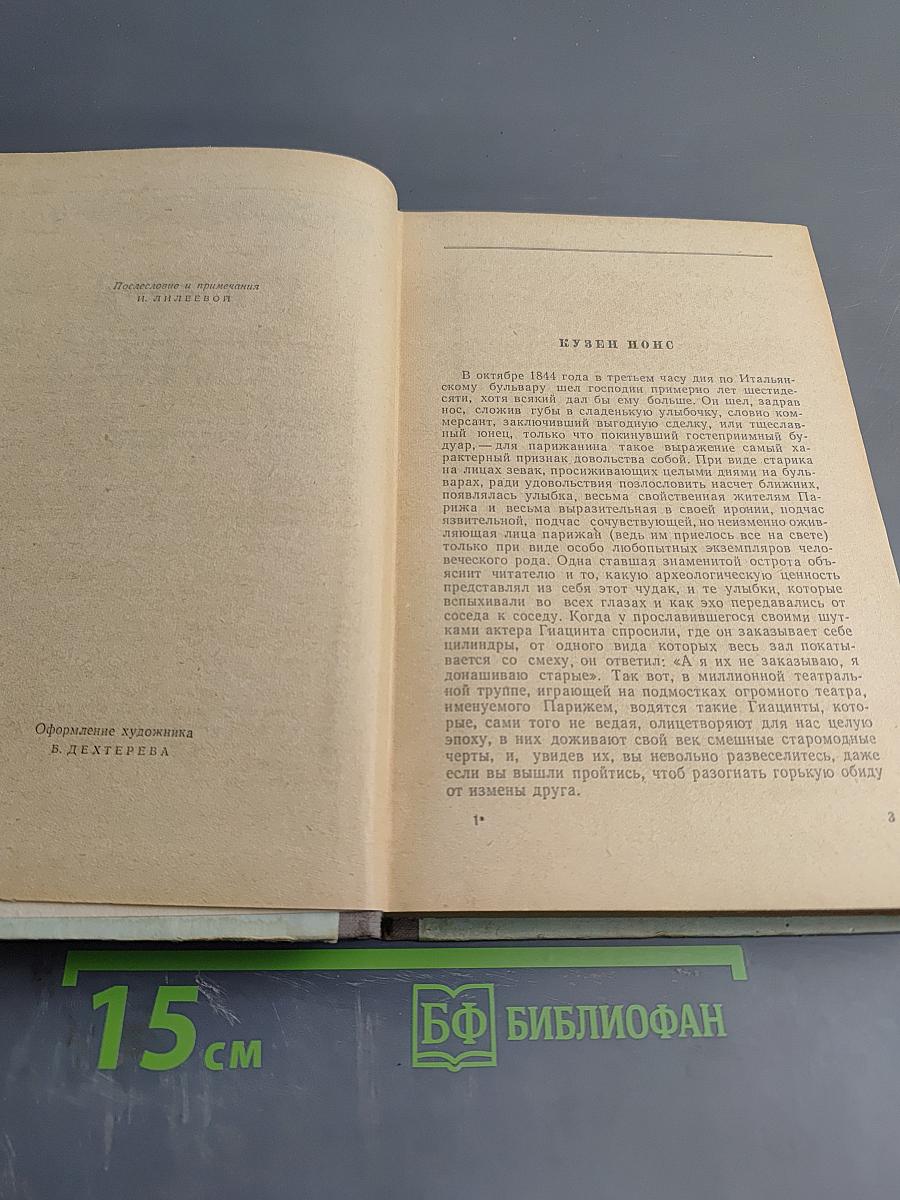 Послесловие и примечания
И. ЛИЛЕЕВОЙ
Оформление художника
Б. ДЕХТЕРЕВА
КУЗЕН ПОНС
В октябре 1844 года в третьем часу дня по Итальян-
скому бульвару шел господин примерно лет шестиде-
сяти, хотя всякий дал бы ему больше. Он шел, задрав
нос, сложив губы в сладенькую улыбочку, словно ком-
мерсант, заключивший выгодную сделку, или тщеслав-
ный юнец, только что покинувший гостеприимный бу-
дуар, — для парижанина такое выражение самый ха-
рактерный признак довольства собой. При виде старика
на лицах зевак, просиживающих целыми днями на буль-
варах, ради удовольствия позлословить насчет ближних,
появлялась улыбка, весьма свойственная жителям Па-
рижа и весьма выразительная в своей иронии, подчас
язвительной, подчас сочувствующей, но неизменно ожив-
ляющая лица парижан (ведь им приелось все на свете)
только при виде особо любопытных экземпляров чело-
веческого рода. Одна ставшая знаменитой острота объ-
яснит читателю и то, какую археологическую ценность
представлял из себя этот чудак, и те улыбки, которые
вспыхивали во всех глазах и как эхо передавались от
соседа к соседу. Когда у прославившегося своими шут-
ками актера Гиацинта спросили, где он заказывает себе
цилиндры, от одного вида которых весь зал покаты-
вается со смеху, он ответил: «А я их не заказываю, я
донашиваю старые». Так вот, в миллионной театраль-
ной труппе, играющей на подмостках огромного театра,
именуемого Парижем, водятся такие Гиацинты, кото-
рые, сами того не ведая, олицетворяют для нас целую
эпоху, в них доживают свой век смешные старомодные
черты, и, увидев их, вы невольно развеселитесь, даже
если вы вышли пройтись, чтоб разогнать горькую обиду
от измены друга.
1*
3
15 см
БФ БИБЛИОФАН